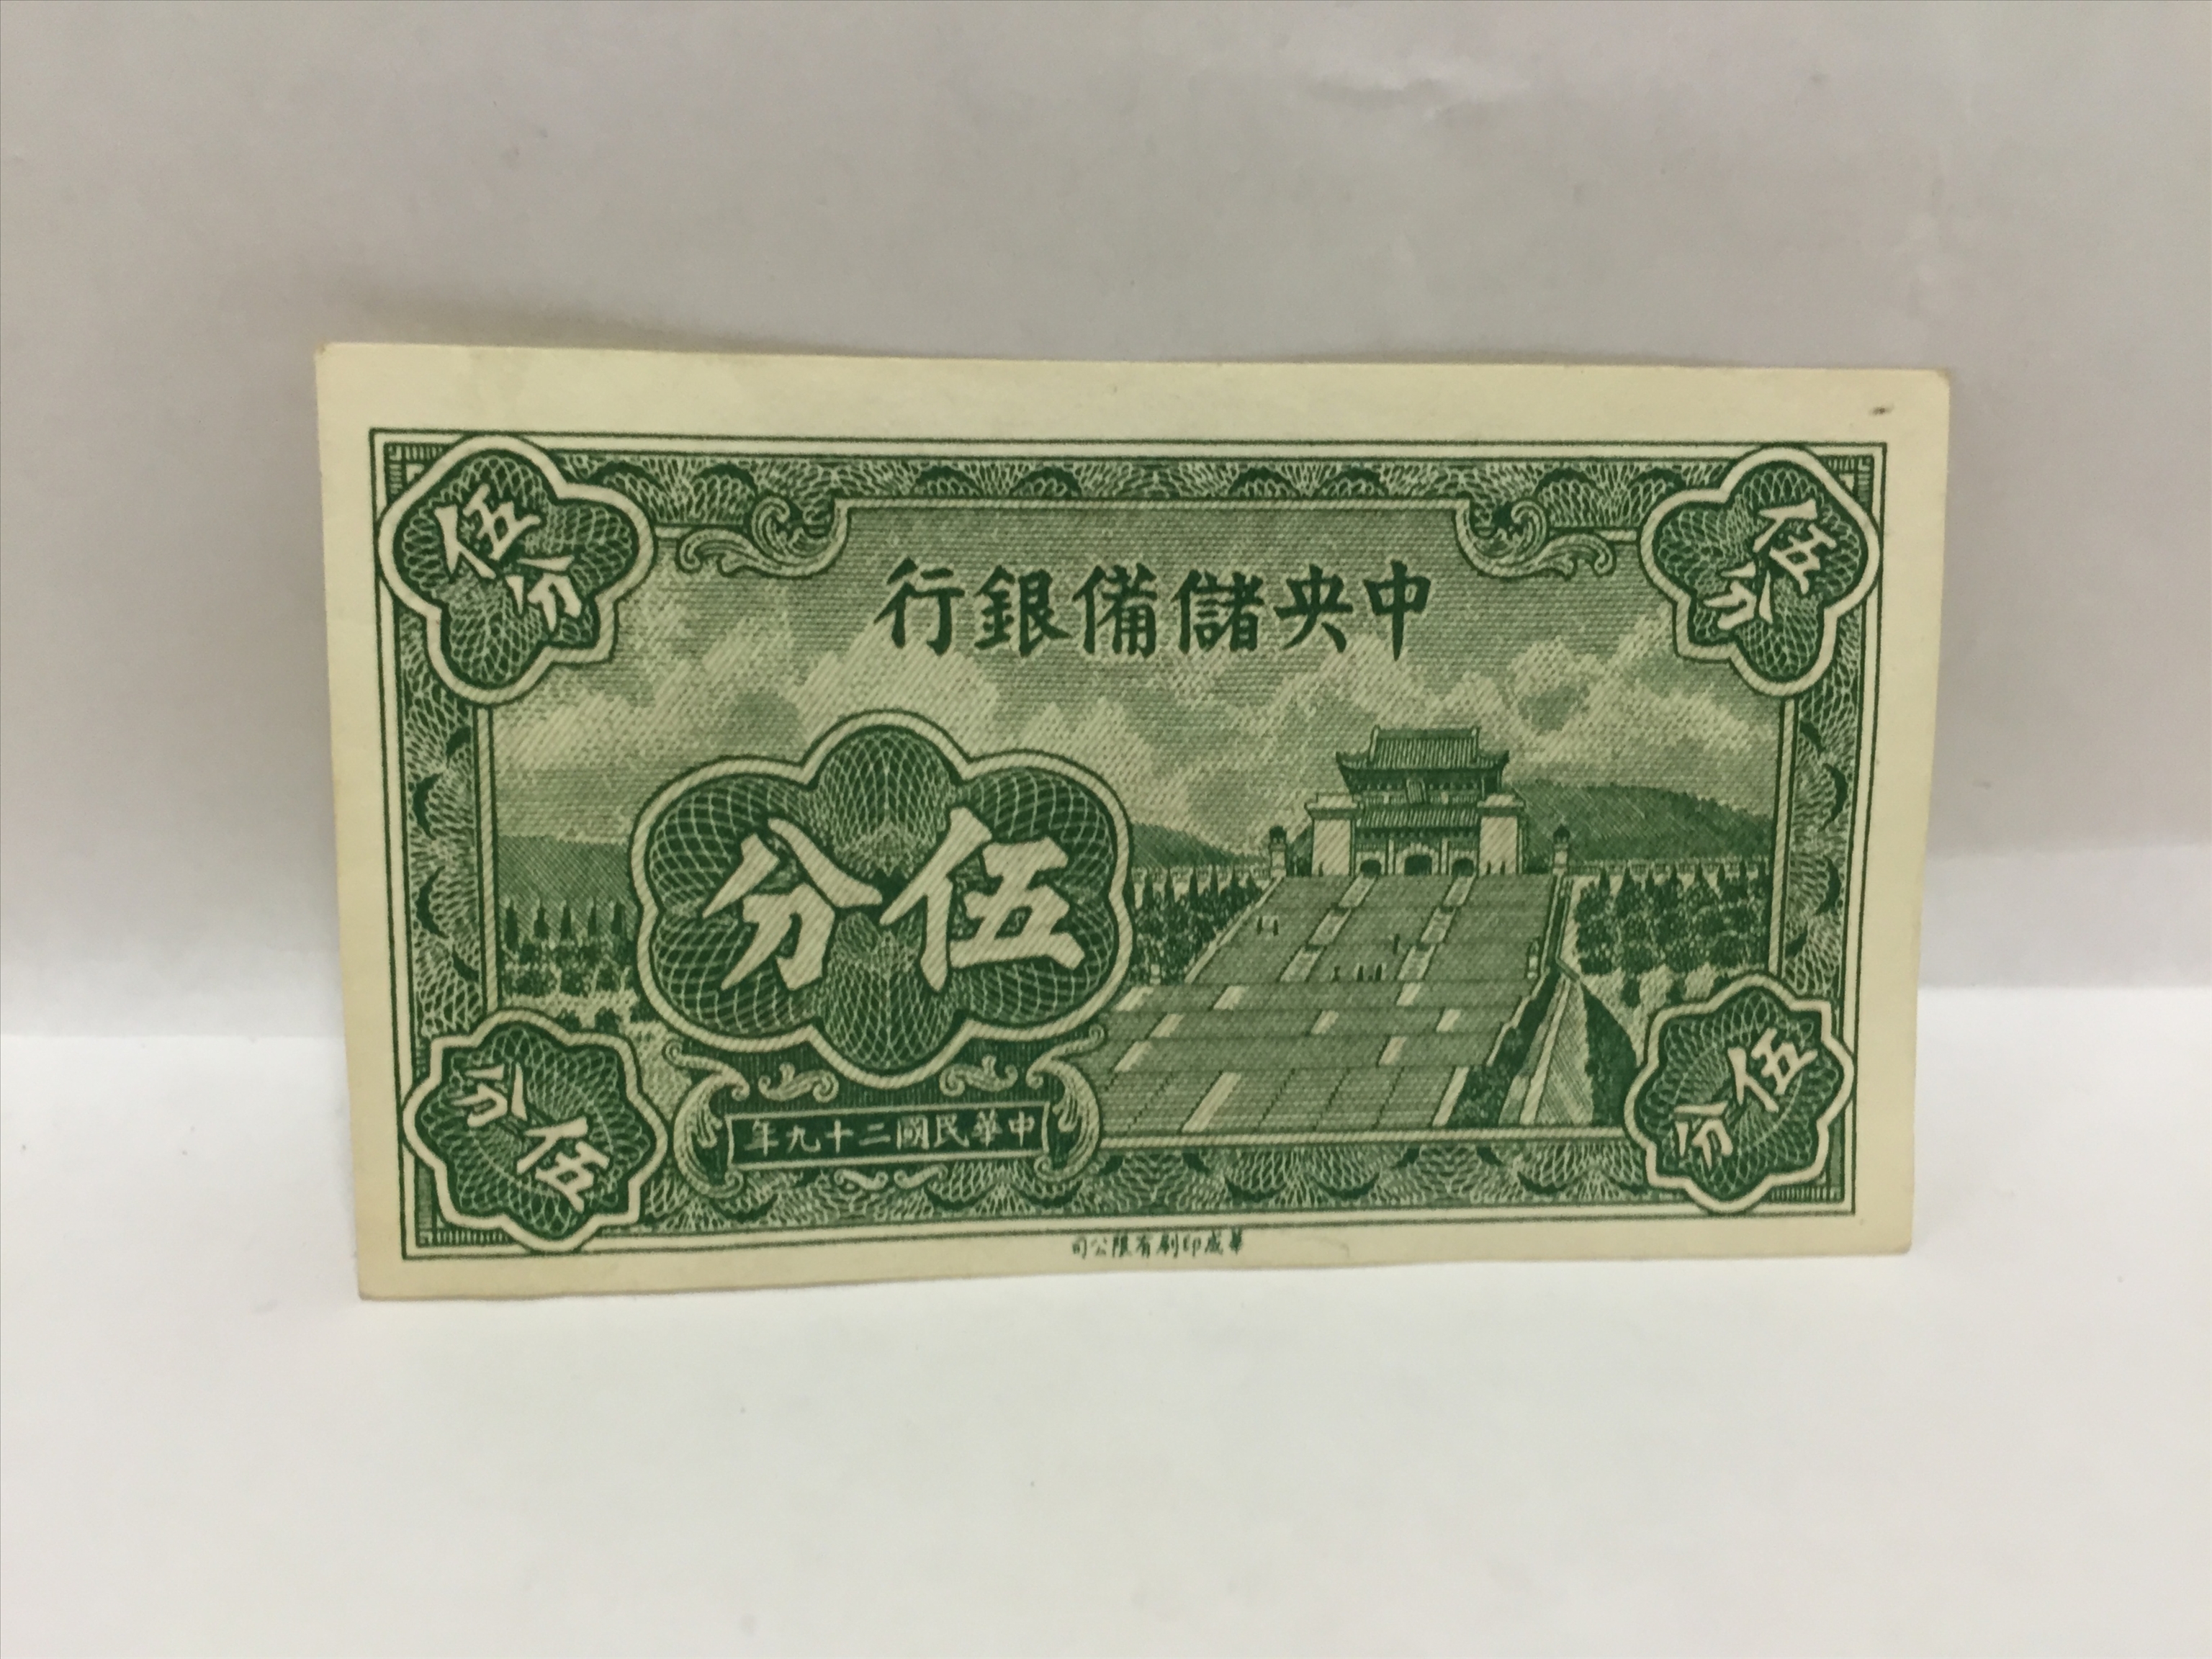 伍分
中央儲備銀行
伍分
伍分
伍分
中華民國二十九年
伍分
華成印刷有限公司